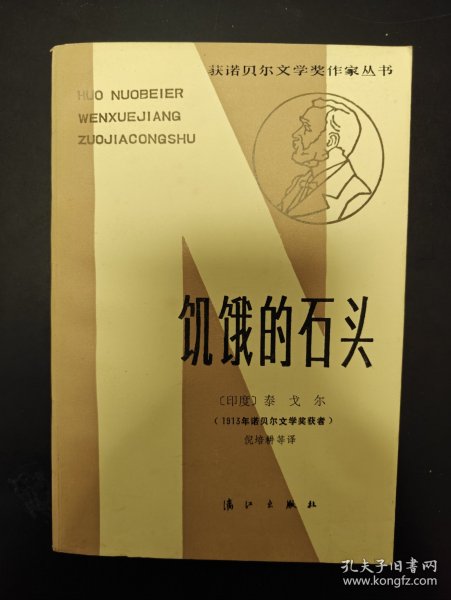 获诺贝尔文学奖作家丛书
HUO NUOBEIER
WENXUEJIANG
ZUOJIACONGSHU
饥饿的石头
〔印度〕泰戈尔
(1913年诺贝尔文学奖获者)
倪培耕等译
漓江出版社
孔夫子旧书网
www.kongfz.com